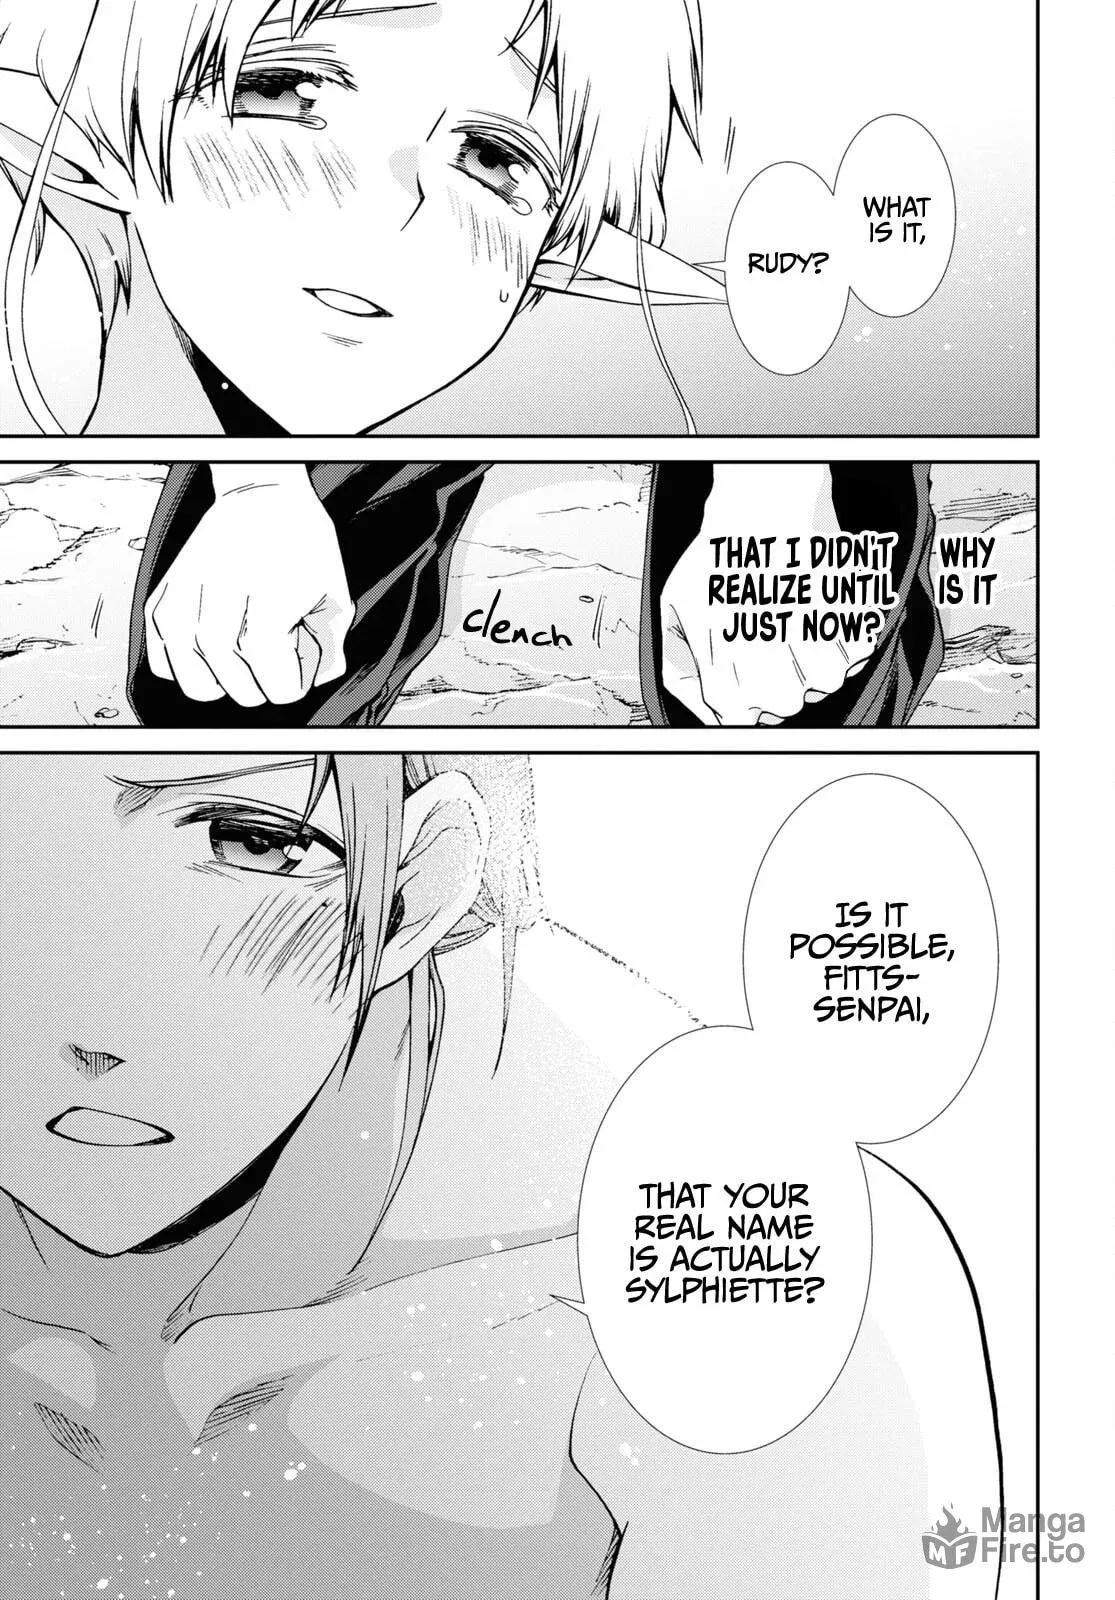 WHAT
IS IT,
RUDY?
WHY
IS IT
THAT I DIDN'T
REALIZE UNTIL
JUST NOW?
clench
IS IT
POSSIBLE,
FITTS-
SENPAI,
THAT YOUR
REAL NAME
IS ACTUALLY
SYLPHIETTE?
MF
Manga
Fire.to